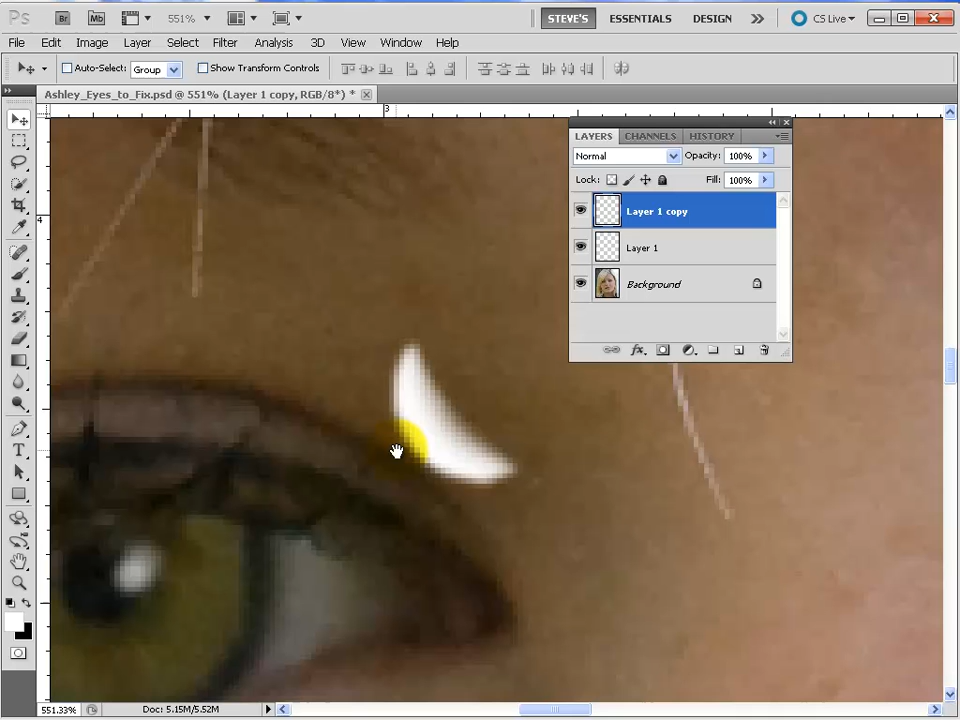 Ps Br Mb 551% STEVE'S ESSENTIALS DESIGN CS Live
File Edit Image Layer Select Filter Analysis 3D View Window Help
Auto-Select: Group Show Transform Controls
Ashley_Eyes_to_Fix.psd @ 551% (Layer 1 copy, RGB/8*) *
3
4
LAYERS CHANNELS HISTORY
Normal Opacity: 100%
Lock: Fill: 100%
Layer 1 copy
Layer 1
Background
551.33% Doc: 5.15M/5.52M